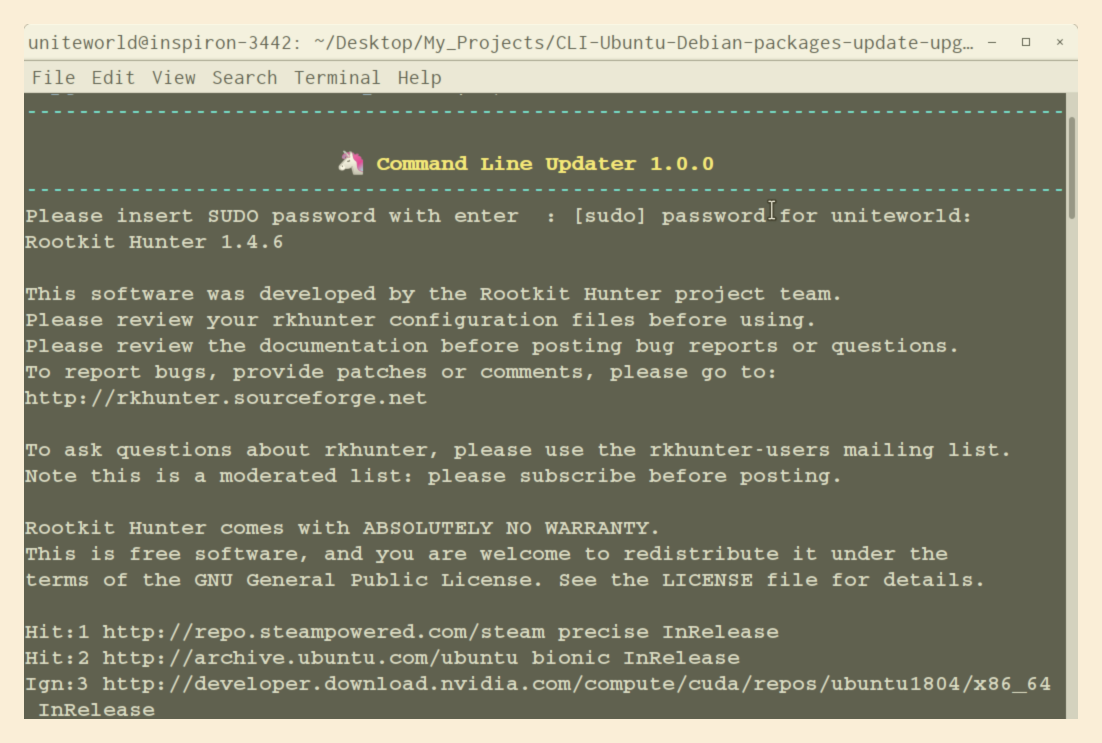 uniteworld@inspiron-3442: ~/Desktop/My_Projects/CLI-Ubuntu-Debian-packages-update-upg…
File Edit View Search Terminal Help
Command Line Updater 1.0.0
Please insert SUDO password with enter  : [sudo] password for uniteworld:
Rootkit Hunter 1.4.6
This software was developed by the Rootkit Hunter project team.
Please review your rkhunter configuration files before using.
Please review the documentation before posting bug reports or questions.
To report bugs, provide patches or comments, please go to:
http://rkhunter.sourceforge.net
To ask questions about rkhunter, please use the rkhunter-users mailing list.
Note this is a moderated list: please subscribe before posting.
Rootkit Hunter comes with ABSOLUTELY NO WARRANTY.
This is free software, and you are welcome to redistribute it under the
terms of the GNU General Public License. See the LICENSE file for details.
Hit:1 http://repo.steampowered.com/steam precise InRelease
Hit:2 http://archive.ubuntu.com/ubuntu bionic InRelease
Ign:3 http://developer.download.nvidia.com/compute/cuda/repos/ubuntu1804/x86_64
InRelease